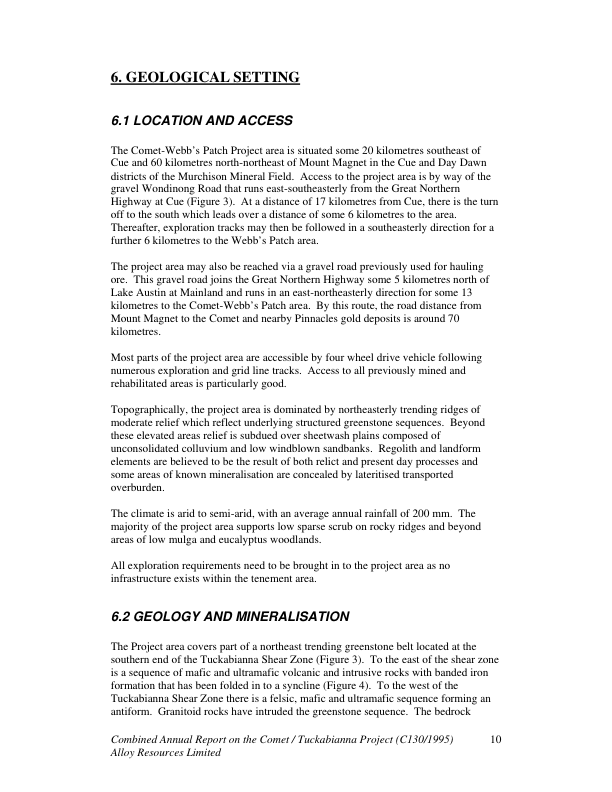 6. GEOLOGICAL SETTING
6.1 LOCATION AND ACCESS
The Comet-Webb's Patch Project area is situated some 20 kilometres southeast of
Cue and 60 kilometres north-northeast of Mount Magnet in the Cue and Day Dawn
districts of the Murchison Mineral Field.  Access to the project area is by way of the
gravel Wondinong Road that runs east-southeasterly from the Great Northern
Highway at Cue (Figure 3).  At a distance of 17 kilometres from Cue, there is the turn
off to the south which leads over a distance of some 6 kilometres to the area.
Thereafter, exploration tracks may then be followed in a southeasterly direction for a
further 6 kilometres to the Webb's Patch area.
The project area may also be reached via a gravel road previously used for hauling
ore.  This gravel road joins the Great Northern Highway some 5 kilometres north of
Lake Austin at Mainland and runs in an east-northeasterly direction for some 13
kilometres to the Comet-Webb's Patch area.  By this route, the road distance from
Mount Magnet to the Comet and nearby Pinnacles gold deposits is around 70
kilometres.
Most parts of the project area are accessible by four wheel drive vehicle following
numerous exploration and grid line tracks.  Access to all previously mined and
rehabilitated areas is particularly good.
Topographically, the project area is dominated by northeasterly trending ridges of
moderate relief which reflect underlying structured greenstone sequences.  Beyond
these elevated areas relief is subdued over sheetwash plains composed of
unconsolidated colluvium and low windblown sandbanks.  Regolith and landform
elements are believed to be the result of both relict and present day processes and
some areas of known mineralisation are concealed by lateritised transported
overburden.
The climate is arid to semi-arid, with an average annual rainfall of 200 mm.  The
majority of the project area supports low sparse scrub on rocky ridges and beyond
areas of low mulga and eucalyptus woodlands.
All exploration requirements need to be brought in to the project area as no
infrastructure exists within the tenement area.
6.2 GEOLOGY AND MINERALISATION
The Project area covers part of a northeast trending greenstone belt located at the
southern end of the Tuckabianna Shear Zone (Figure 3).  To the east of the shear zone
is a sequence of mafic and ultramafic volcanic and intrusive rocks with banded iron
formation that has been folded in to a syncline (Figure 4).  To the west of the
Tuckabianna Shear Zone there is a felsic, mafic and ultramafic sequence forming an
antiform.  Granitoid rocks have intruded the greenstone sequence.  The bedrock
Combined Annual Report on the Comet / Tuckabianna Project (C130/1995) 10
Alloy Resources Limited